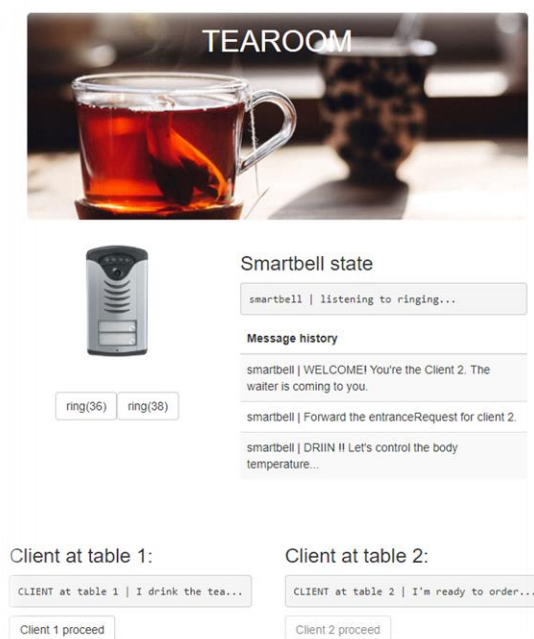 TEAROOM
Smartbell state
smartbell | listening to ringing...
Message history
smartbell | WELCOME! You're the Client 2. The
waiter is coming to you.
ring(36) ring(38)
smartbell | Forward the entranceRequest for client 2.
smartbell | DRIIN !! Let's control the body
temperature...
Client at table 1:
CLIENT at table 1 | I drink the tea...
Client 1 proceed
Client at table 2:
CLIENT at table 2 | I'm ready to order...
Client 2 proceed